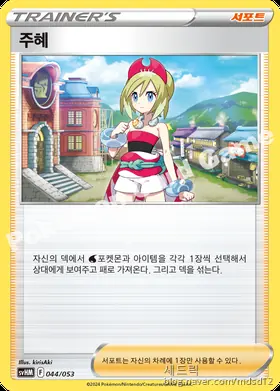 TRAINER'S
서포트
주혜
자신의 덱에서 포켓몬과 아이템을 각각 1장씩 선택해서
상대에게 보여주고 패로 가져온다. 그리고 덱을 섞는다.
Illus. kirisAki
서포트는 자신의 차례에 1장만 사용할 수 있다.
svHM F 044/053
©2024 Pokémon/Nintendo/Creatures/GAME FREAK
세드릭